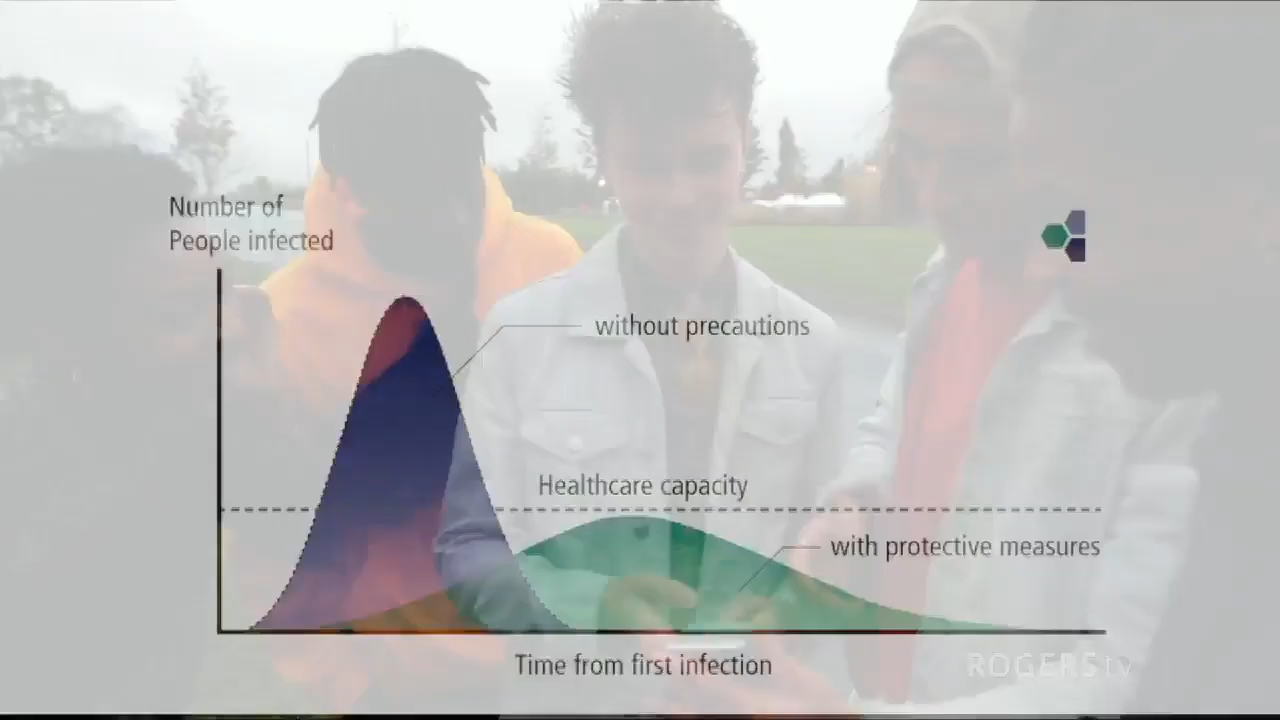 Number of
People infected
without precautions
Healthcare capacity
with protective measures
Time from first infection
ROGERS tv